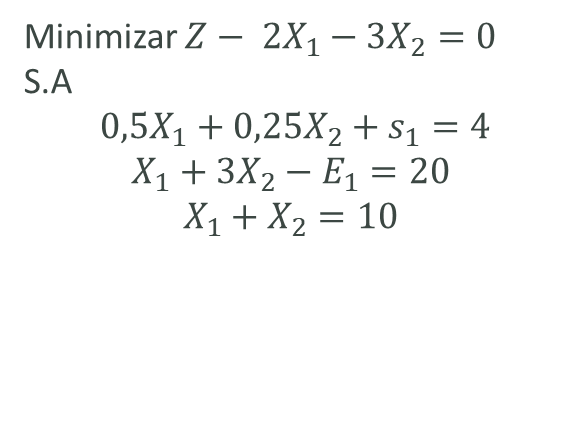 Minimizar Z − 2X₁ − 3X₂ = 0
S.A
0,5X₁ + 0,25X₂ + s₁ = 4
X₁ + 3X₂ − E₁ = 20
X₁ + X₂ = 10